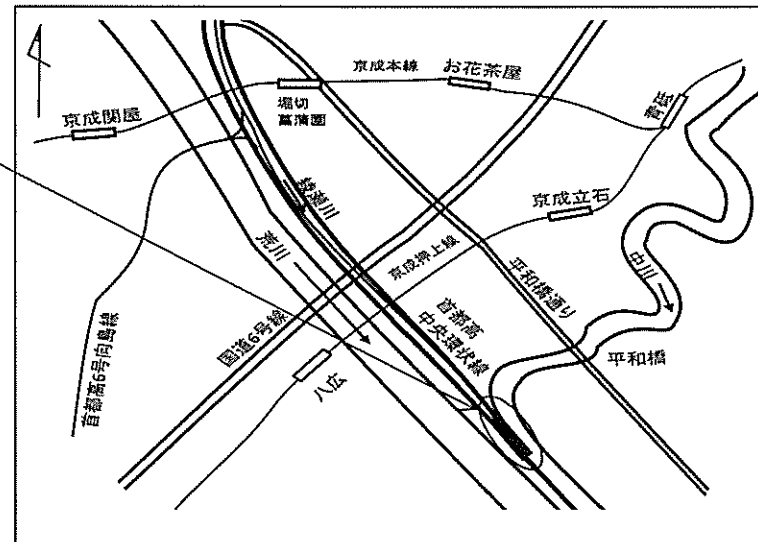 京成本線
お花茶屋
青砥
京成関屋
堀切
菖蒲園
綾瀬川
京成立石
荒川
京成押上線
中川
平和橋通り
首都高
中央環状線
国道6号線
平和橋
八広
首都高6号向島線